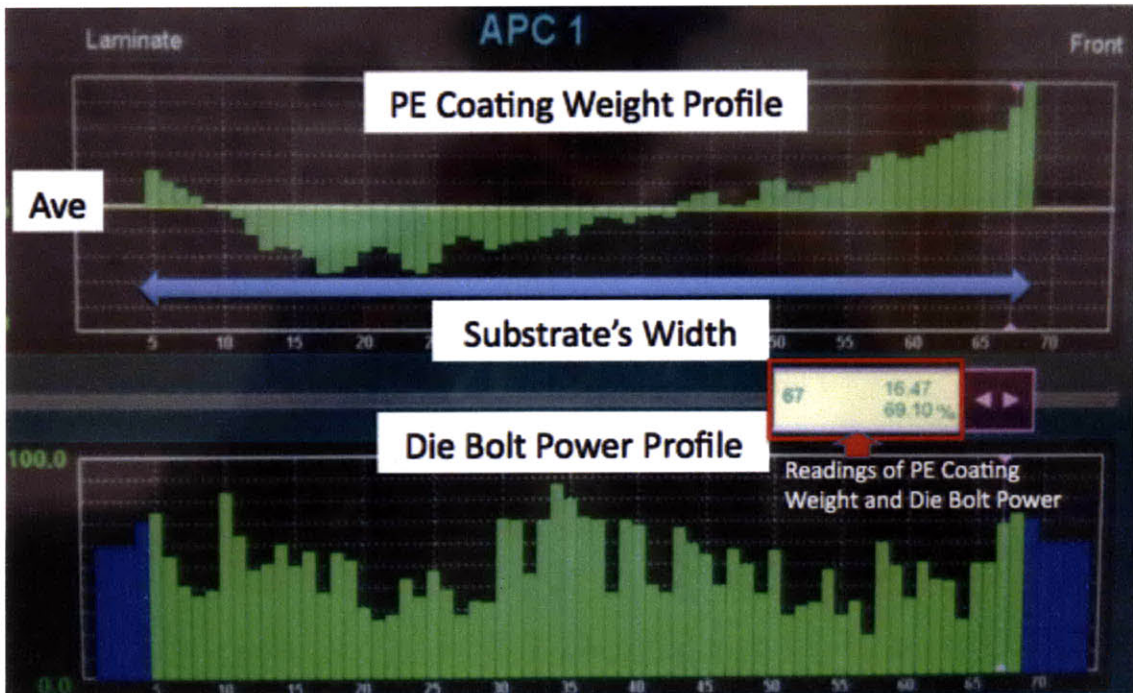 APC 1
Laminate
Front
PE Coating Weight Profile
Ave
Substrate's Width
5 10 15 20 25 50 55 60 65 70
67 16.47
69.10 %
Die Bolt Power Profile
100.0
Readings of PE Coating
Weight and Die Bolt Power
0.0
5 10 15 20 25 30 35 40 45 50 55 60 65 70